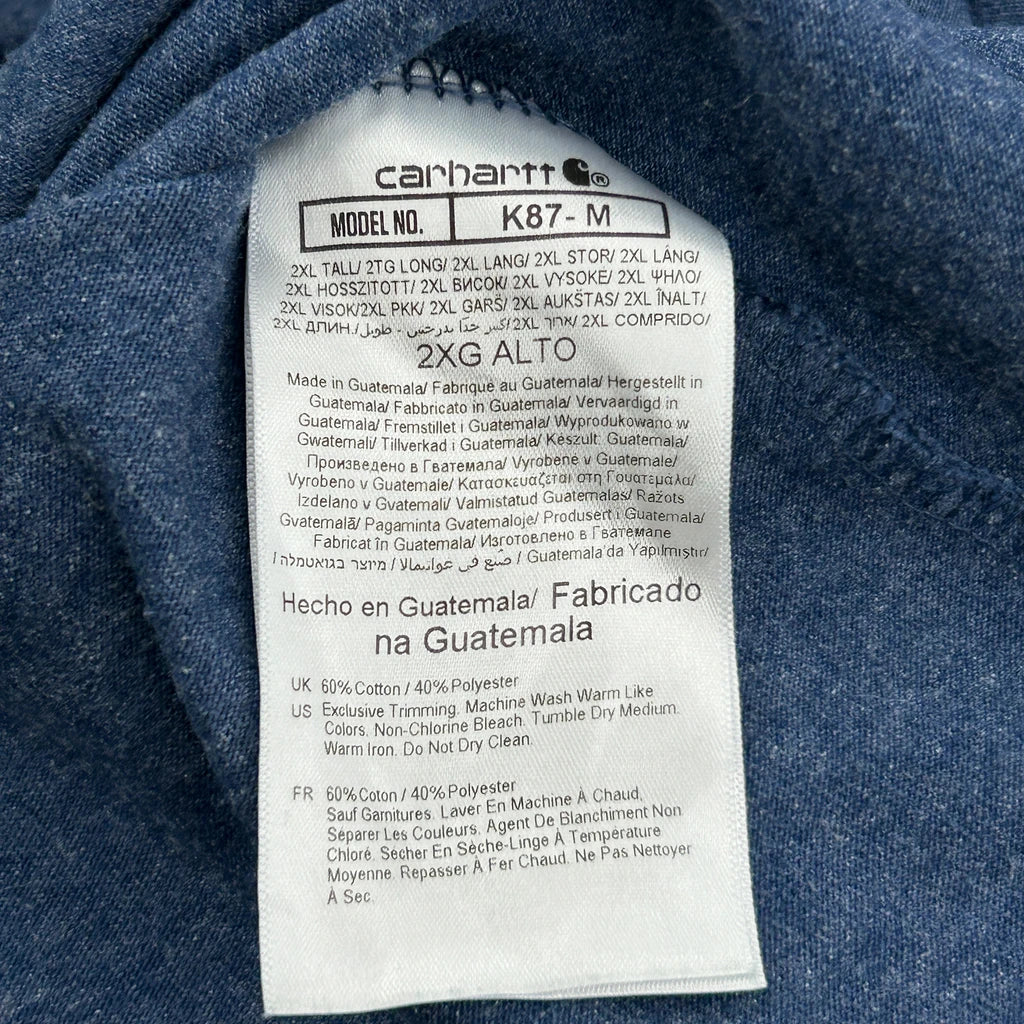 carhartt ®
MODEL NO. K87- M
2XL TALL/ 2TG LONG/ 2XL LANG/ 2XL STOR/ 2XL LÅNG/
2XL HOSSZITOTT/ 2XL ВИСОК/ 2XL VYSOKE/ 2XL ΨΗΛΟ/
2XL VISOK/2XL PKK/ 2XL GARŠ/ 2XL AUKŠTAS/ 2XL ÎNALT/
2XL ДЛИН./ طويل - /2XL ארוך/ 2XL COMPRIDO/
2XG ALTO
Made in Guatemala/ Fabriqué au Guatemala/ Hergestellt in
Guatemala/ Fabbricato in Guatemala/ Vervaardigd in
Guatemala/ Fremstillet i Guatemala/ Wyprodukowano w
Gwatemali/ Tillverkad i Guatemala/ Készült: Guatemala/
Произведено в Гватемала/ Vyrobene v Guatemale/
Vyrobeno v Guatemale/ Κατασκευάζεται στη Γουατεμάλα/
Izdelano v Gvatemali/ Valmistatud Guatemalas/ Ražots
Gvatemalā/ Pagaminta Gvatemaloje/ Produsert i Guatemala/
Fabricat în Guatemala/ Изготовлено в Гватемане
/ מיוצר בגואטמלה / صنع في / Guatemala'da Yapılmıştır/
Hecho en Guatemala/ Fabricado
na Guatemala
UK 60% Cotton / 40% Polyester
US Exclusive Trimming. Machine Wash Warm Like
Colors. Non-Chlorine Bleach. Tumble Dry Medium.
Warm Iron. Do Not Dry Clean.
FR 60% Coton / 40% Polyester
Sauf Garnitures. Laver En Machine À Chaud,
Séparer Les Couleurs. Agent De Blanchiment Non
Chloré. Sécher En Sèche-Linge À Température
Moyenne. Repasser À Fer Chaud. Ne Pas Nettoyer
À Sec.